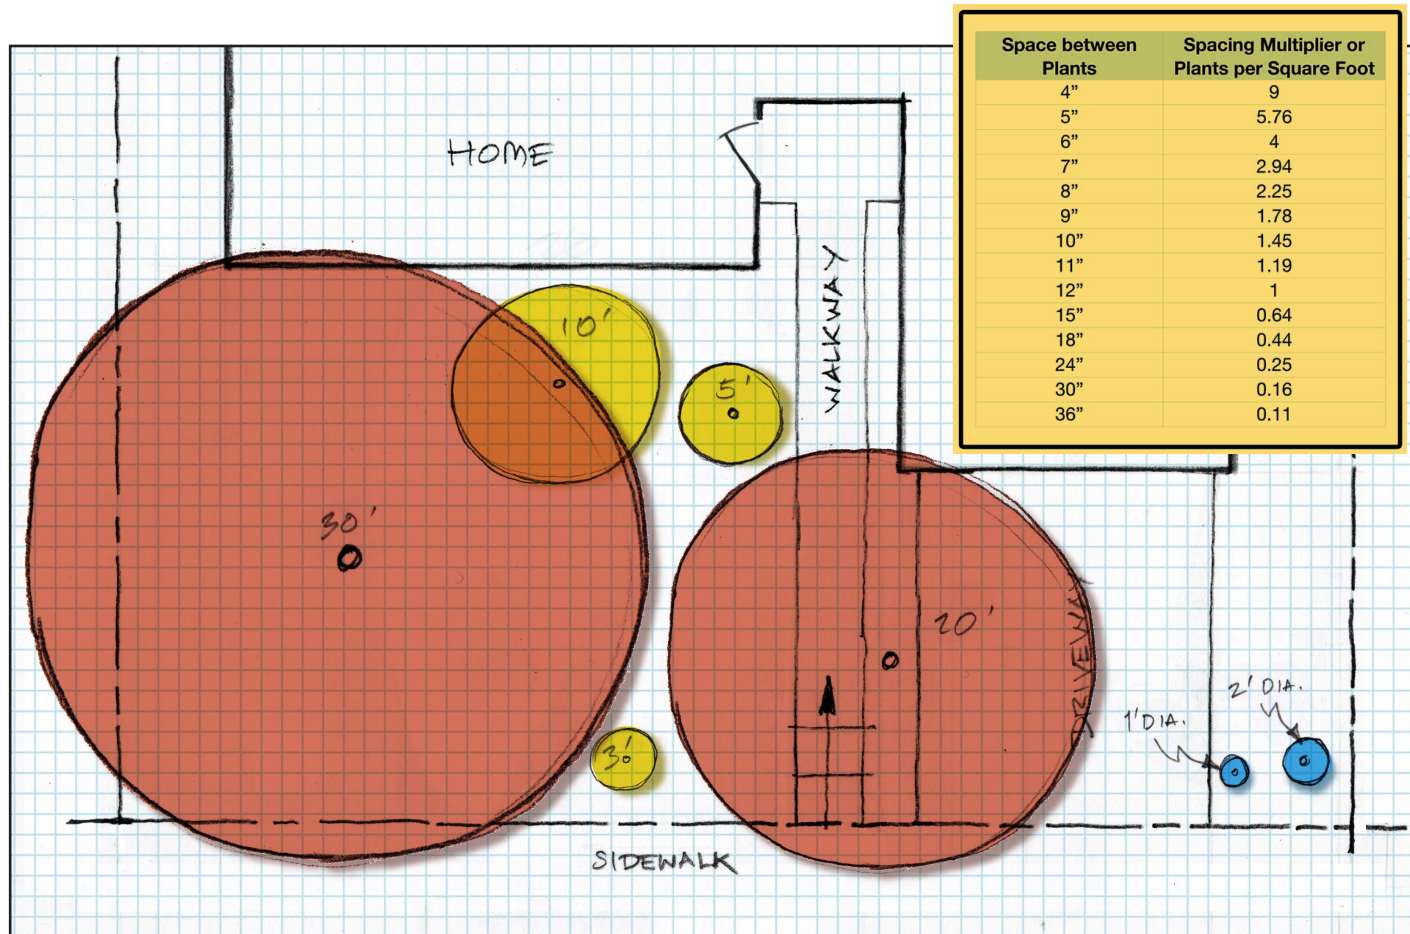 Space between Plants
Spacing Multiplier or Plants per Square Foot
4” 9
5” 5.76
6” 4
7” 2.94
8” 2.25
9” 1.78
10” 1.45
11” 1.19
12” 1
15” 0.64
18” 0.44
24” 0.25
30” 0.16
36” 0.11
HOME
WALKWAY
10'
5'
30'
20'
DRIVEWAY
2' DIA.
1' DIA.
3'
SIDEWALK